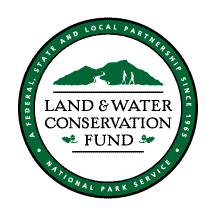 A FEDERAL, STATE AND LOCAL PARTNERSHIP SINCE 1965
LAND & WATER
CONSERVATION
FUND
• NATIONAL PARK SERVICE •